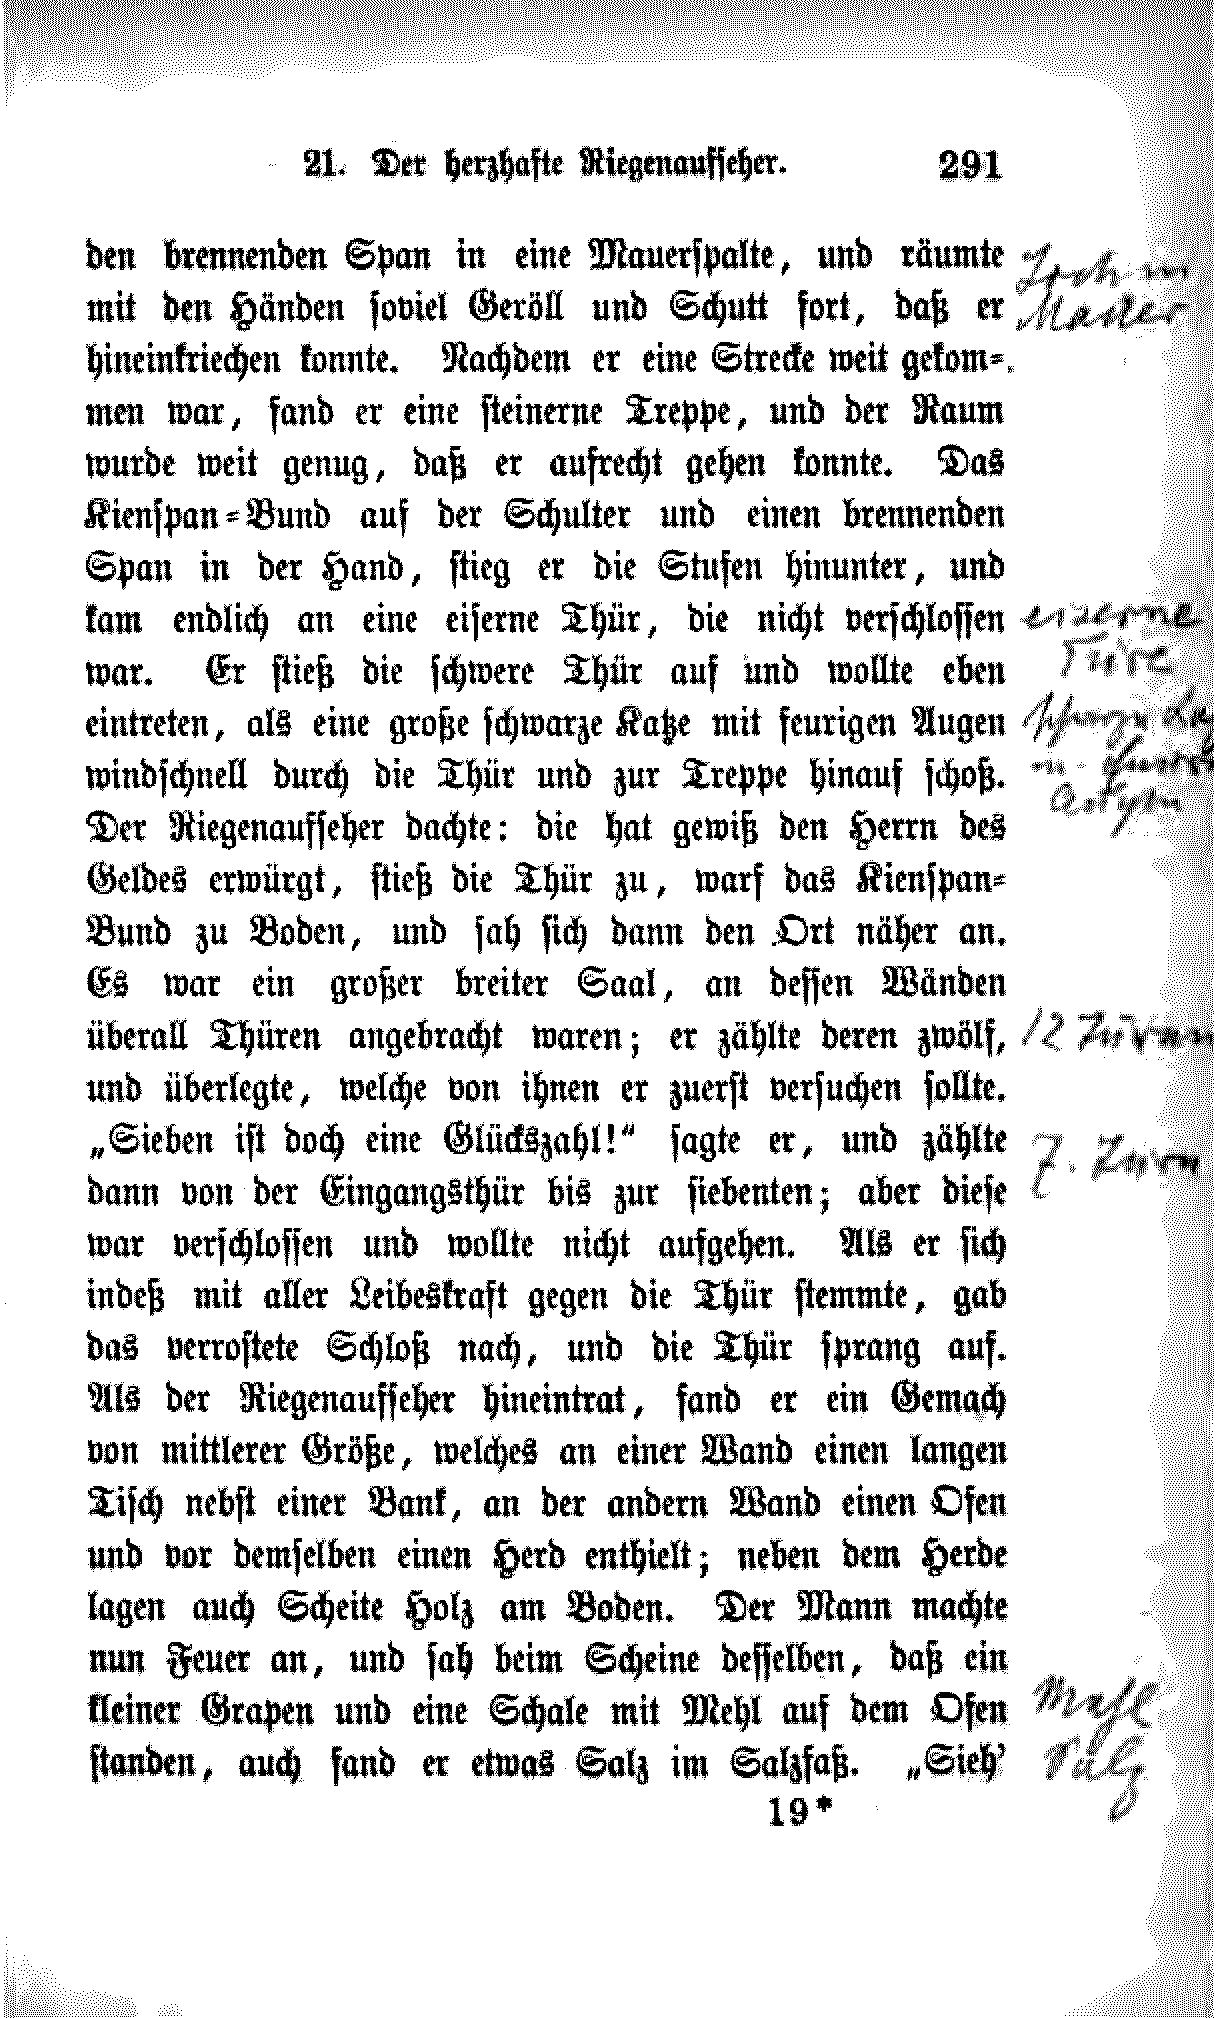 21. Der herzhafte Riegenaufseher. 291
den brennenden Span in eine Mauerspalte, und räumte
mit den Händen soviel Geröll und Schutt fort, daß er
hineinkriechen konnte. Nachdem er eine Strecke weit gekom=
men war, fand er eine steinerne Treppe, und der Raum
wurde weit genug, daß er aufrecht gehen konnte. Das
Kienspan=Bund auf der Schulter und einen brennenden
Span in der Hand, stieg er die Stufen hinunter, und
kam endlich an eine eiserne Thür, die nicht verschlossen
war. Er stieß die schwere Thür auf und wollte eben
eintreten, als eine große schwarze Katze mit feurigen Augen
windschnell durch die Thür und zur Treppe hinauf schoß.
Der Riegenaufseher dachte: die hat gewiß den Herrn des
Geldes erwürgt, stieß die Thür zu, warf das Kienspan=
Bund zu Boden, und sah sich dann den Ort näher an.
Es war ein großer breiter Saal, an dessen Wänden
überall Thüren angebracht waren; er zählte deren zwölf,
und überlegte, welche von ihnen er zuerst versuchen sollte.
„Sieben ist doch eine Glückszahl!“ sagte er, und zählte
dann von der Eingangsthür bis zur siebenten; aber diese
war verschlossen und wollte nicht aufgehen. Als er sich
indeß mit aller Leibeskraft gegen die Thür stemmte, gab
das verrostete Schloß nach, und die Thür sprang auf.
Als der Riegenaufseher hineintrat, fand er ein Gemach
von mittlerer Größe, welches an einer Wand einen langen
Tisch nebst einer Bank, an der andern Wand einen Ofen
und vor demselben einen Herd enthielt; neben dem Herde
lagen auch Scheite Holz am Boden. Der Mann machte
nun Feuer an, und sah beim Scheine desselben, daß ein
kleiner Grapen und eine Schale mit Mehl auf dem Ofen
standen, auch fand er etwas Salz im Salzfaß. „Sieh’
19*
eiserne
Türe
12 Türen
7.
Mehl
Salz